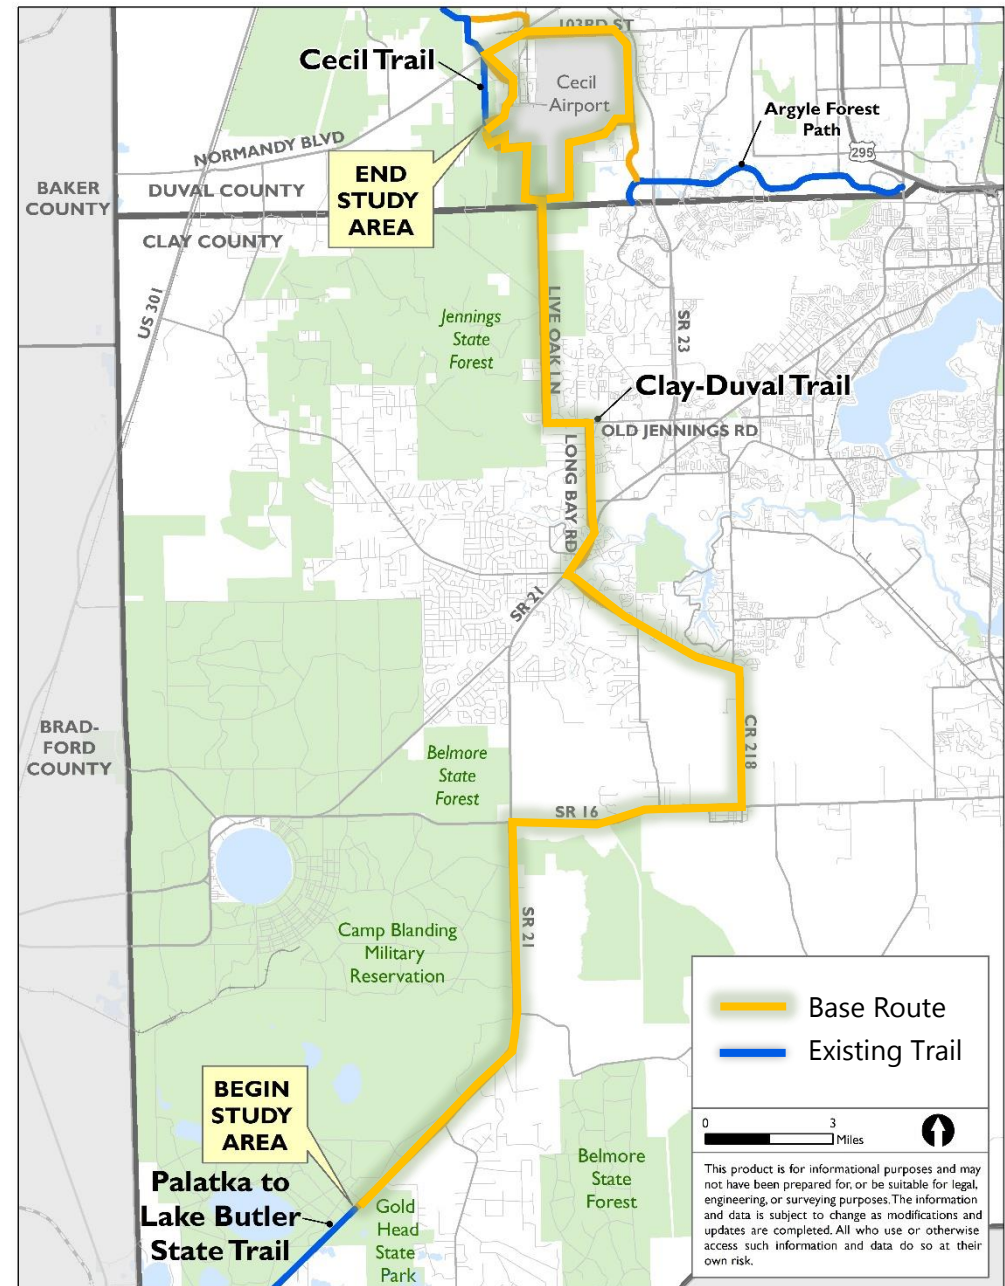 103RD ST
Cecil Trail
Cecil
Airport
Argyle Forest
Path
NORMANDY BLVD
295
END
STUDY
AREA
BAKER
COUNTY
DUVAL COUNTY
CLAY COUNTY
US 301
LIVE OAK LN
Jennings
State
Forest
SR 23
Clay-Duval Trail
OLD JENNINGS RD
LONG BAY RD
SR 21
BRAD-
FORD
COUNTY
CR 218
Belmore
State
Forest
SR 16
SR 21
Camp Blanding
Military
Reservation
Base Route
Existing Trail
BEGIN
STUDY
AREA
0 3
Miles
Belmore
State
Forest
Palatka to
Lake Butler
State Trail
Gold
Head
State
Park
This product is for informational purposes and may
not have been prepared for, or be suitable for legal,
engineering, or surveying purposes. The information
and data is subject to change as modifications and
updates are completed. All who use or otherwise
access such information and data do so at their
own risk.